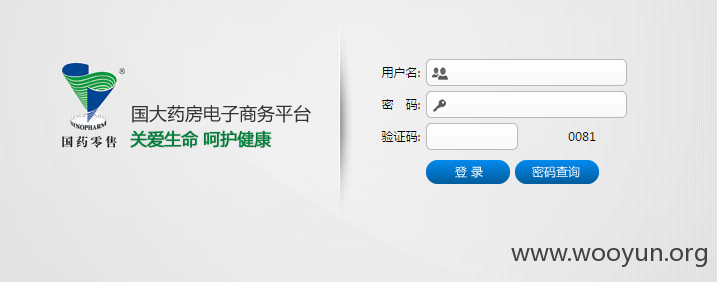 SINOPHARM
国药零售
®
国大药房电子商务平台
关爱生命 呵护健康
用户名:
密 码:
验证码:
0081
登 录
密码查询
www.wooyun.org